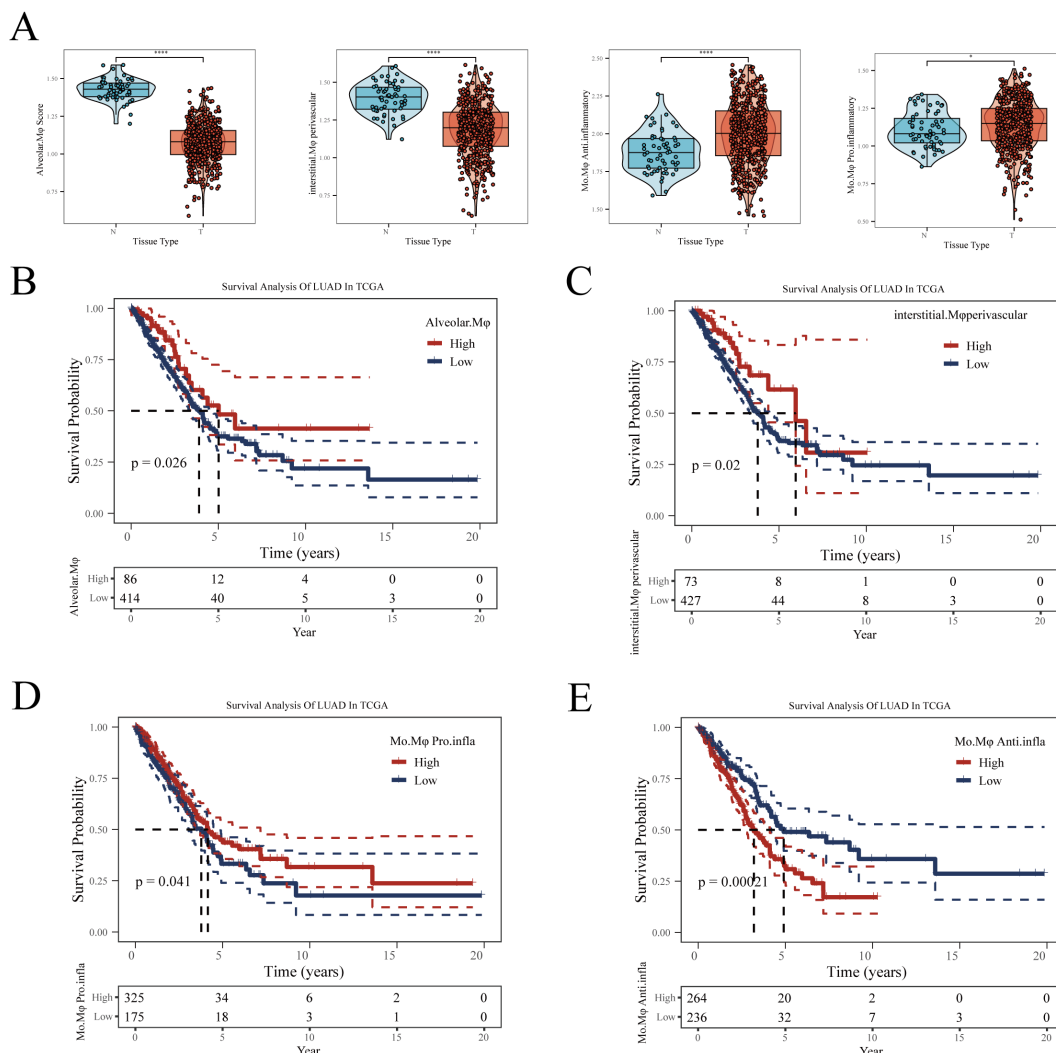 A
****
Alveolar.Mφ Score
1.50
1.25
1.00
0.75
N
T
Tissue Type
****
interstitial.Mφ perivascular
1.50
1.25
1.00
0.75
N
T
Tissue Type
****
Mo.Mφ Anti.inflammatory
2.50
2.25
2.00
1.75
1.50
N
T
Tissue Type
*
Mo.Mφ Pro.inflammatory
1.50
1.25
1.00
0.75
0.50
N
T
Tissue Type
B
Survival Analysis Of LUAD In TCGA
Survival Probability
1.00
0.75
0.50
0.25
0.00
Alveolar.Mφ
High
Low
p = 0.026
0 5 10 15 20
Time (years)
Alveolar.Mφ
High 86 12 4 0 0
Low 414 40 5 3 0
0 5 10 15 20
Year
C
Survival Analysis Of LUAD In TCGA
Survival Probability
1.00
0.75
0.50
0.25
0.00
interstitial.Mφperivascular
High
Low
p = 0.02
0 5 10 15 20
Time (years)
interstitial.Mφ perivascular
High 73 8 1 0 0
Low 427 44 8 3 0
0 5 10 15 20
Year
D
Survival Analysis Of LUAD In TCGA
Survival Probability
1.00
0.75
0.50
0.25
0.00
Mo.Mφ Pro.infla
High
Low
p = 0.041
0 5 10 15 20
Time (years)
Mo.Mφ Pro.infla
High 325 34 6 2 0
Low 175 18 3 1 0
0 5 10 15 20
Year
E
Survival Analysis Of LUAD In TCGA
Survival Probability
1.00
0.75
0.50
0.25
0.00
Mo.Mφ Anti.infla
High
Low
p = 0.00021
0 5 10 15 20
Time (years)
Mo.Mφ Anti.infla
High 264 20 2 0 0
Low 236 32 7 3 0
0 5 10 15 20
Year